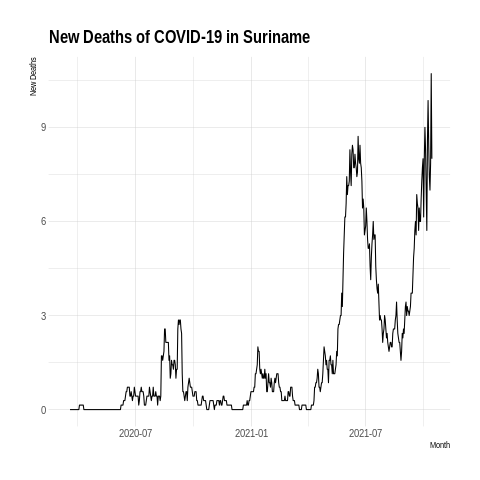 New Deaths of COVID-19 in Suriname
New Deaths
9
6
3
0
2020-07
2021-01
2021-07
Month